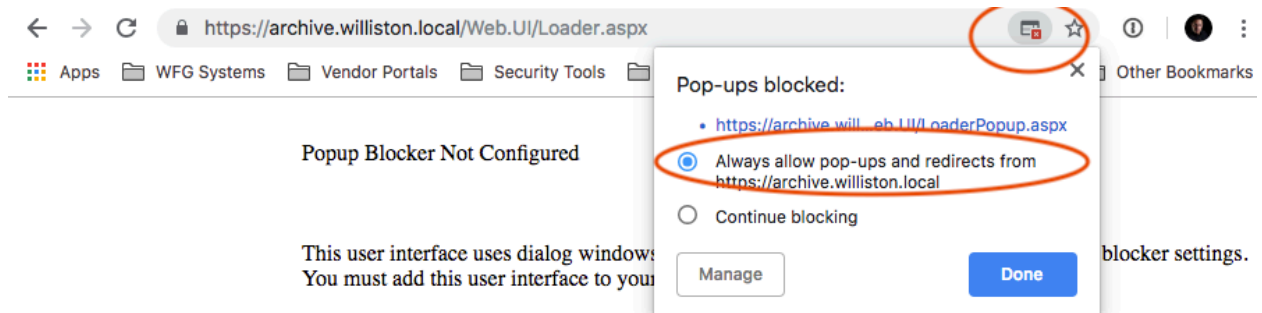 https://archive.williston.local/Web.UI/Loader.aspx
Apps WFG Systems Vendor Portals Security Tools Other Bookmarks
Pop-ups blocked:
• https://archive.will...eb.UI/LoaderPopup.aspx
Always allow pop-ups and redirects from
https://archive.williston.local
Continue blocking
Manage Done
Popup Blocker Not Configured
This user interface uses dialog windows blocker settings.
You must add this user interface to your